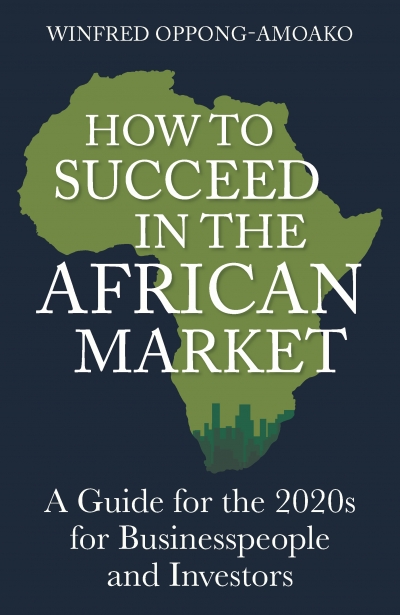 WINFRED OPPONG-AMOAKO
HOW TO
SUCCEED
IN THE
AFRICAN
MARKET
A Guide for the 2020s
for Businesspeople
and Investors